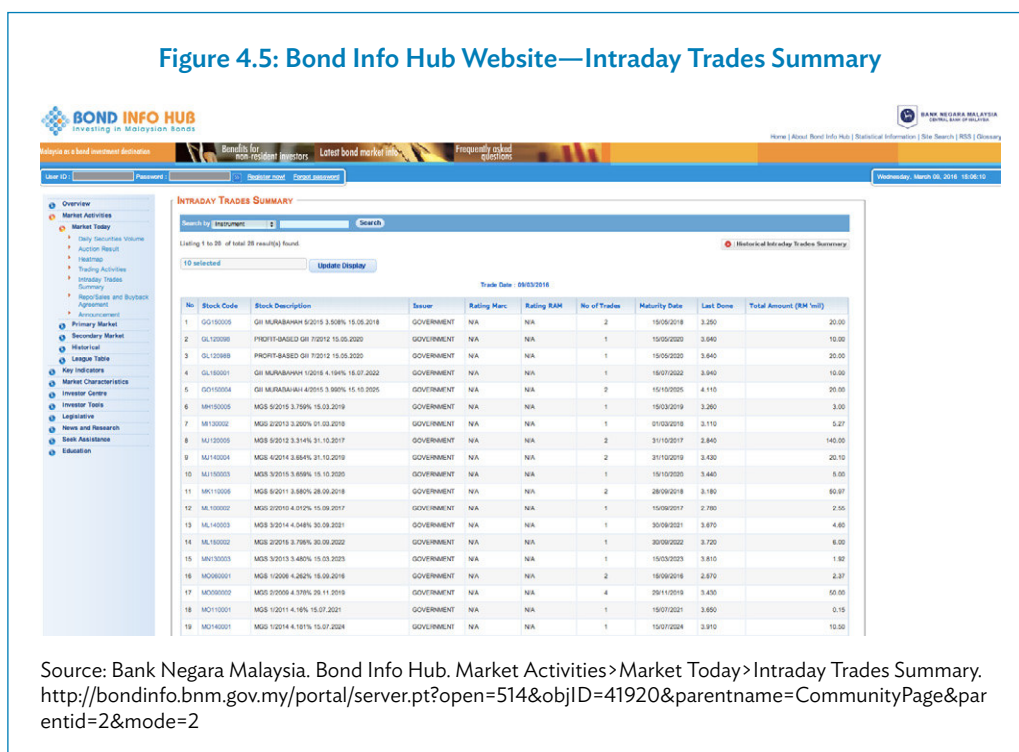 Figure 4.5: Bond Info Hub Website—Intraday Trades Summary
BOND INFO HUB
Investing in Malaysian Bonds
BANK NEGARA MALAYSIA
CENTRAL BANK OF MALAYSIA
Home | About Bond Info Hub | Statistical Information | Site Search | RSS | Glossary
Malaysia as a bond investment destination
Benefits for non-resident investors
Latest bond market info
Frequently asked questions
User ID : Password : Register now! Forgot password
Wednesday, March 09, 2016 16:06:10
Overview
Market Activities
Market Today
Daily Securities Volume
Auction Result
Heatmap
Trading Activities
Intraday Trades
Summary
Repo/Sales and Buyback
Agreement
Announcement
Primary Market
Secondary Market
Historical
League Table
Key Indicators
Market Characteristics
Investor Centre
Investor Tools
Legislative
News and Research
Seek Assistance
Education
INTRADAY TRADES SUMMARY
Search by Instrument Search
Listing 1 to 28 of total 28 result(s) found.
: Historical Intraday Trades Summary
10 selected Update Display
Trade Date : 09/03/2016
No Stock Code Stock Description Issuer Rating Marc Rating RAM No of Trades Maturity Date Last Done Total Amount (RM 'mil)
1 GG150005 GII MURABAHAH 5/2015 3.508% 15.05.2018 GOVERNMENT N/A N/A 2 15/05/2018 3.250 20.00
2 GL120098 PROFIT-BASED GII 7/2012 15.05.2020 GOVERNMENT N/A N/A 1 15/05/2020 3.640 10.00
3 GL12098B PROFIT-BASED GII 7/2012 15.05.2020 GOVERNMENT N/A N/A 1 15/05/2020 3.640 20.00
4 GL150001 GII MURABAHAH 1/2015 4.194% 15.07.2022 GOVERNMENT N/A N/A 1 15/07/2022 3.940 10.00
5 GO150004 GII MURABAHAH 4/2015 3.990% 15.10.2025 GOVERNMENT N/A N/A 2 15/10/2025 4.110 20.00
6 MH150005 MGS 5/2015 3.759% 15.03.2019 GOVERNMENT N/A N/A 1 15/03/2019 3.260 3.00
7 MI130002 MGS 2/2013 3.260% 01.03.2018 GOVERNMENT N/A N/A 1 01/03/2018 3.110 5.27
8 MJ120005 MGS 5/2012 3.314% 31.10.2017 GOVERNMENT N/A N/A 2 31/10/2017 2.840 140.00
9 MJ140004 MGS 4/2014 3.654% 31.10.2019 GOVERNMENT N/A N/A 2 31/10/2019 3.430 20.10
10 MJ150003 MGS 3/2015 3.659% 15.10.2020 GOVERNMENT N/A N/A 1 15/10/2020 3.440 5.00
11 MK110005 MGS 5/2011 3.580% 28.09.2018 GOVERNMENT N/A N/A 2 28/09/2018 3.180 60.97
12 ML100002 MGS 2/2010 4.012% 15.09.2017 GOVERNMENT N/A N/A 1 15/09/2017 2.780 2.55
13 ML140003 MGS 3/2014 4.048% 30.09.2021 GOVERNMENT N/A N/A 1 30/09/2021 3.670 4.60
14 ML150002 MGS 2/2015 3.795% 30.09.2022 GOVERNMENT N/A N/A 1 30/09/2022 3.720 6.00
15 MN130003 MGS 3/2013 3.480% 15.03.2023 GOVERNMENT N/A N/A 1 15/03/2023 3.810 1.92
16 MO060001 MGS 1/2006 4.262% 15.09.2016 GOVERNMENT N/A N/A 2 15/09/2016 2.570 2.37
17 MO090002 MGS 2/2009 4.378% 29.11.2019 GOVERNMENT N/A N/A 4 29/11/2019 3.430 50.00
18 MO110001 MGS 1/2011 4.16% 15.07.2021 GOVERNMENT N/A N/A 1 15/07/2021 3.650 0.15
19 MO140001 MGS 1/2014 4.181% 15.07.2024 GOVERNMENT N/A N/A 1 15/07/2024 3.910 10.50
Source: Bank Negara Malaysia. Bond Info Hub. Market Activities>Market Today>Intraday Trades Summary.
http://bondinfo.bnm.gov.my/portal/server.pt?open=514&objID=41920&parentname=CommunityPage&par
entid=2&mode=2